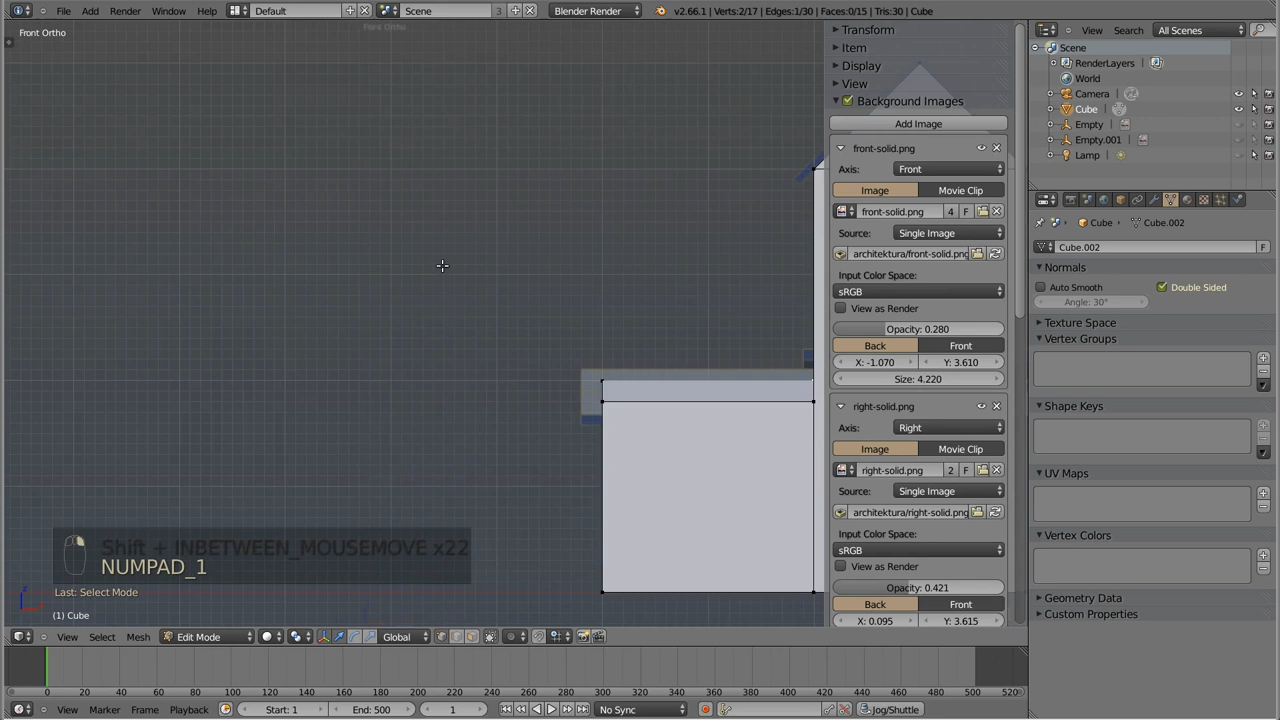 File Add Render Window Help Default Scene 3 Blender Render v2.66.1 | Verts:2/17 | Edges:1/30 | Faces:0/15 | Tris:30 | Cube
Front Ortho
Front Ortho
Transform
Item
Display
View
Background Images
Add Image
front-solid.png
Axis: Front
Image Movie Clip
front-solid.png 4 F
Source: Single Image
architektura/front-solid.png
Input Color Space:
sRGB
View as Render
Opacity: 0.280
Back Front
X: -1.070 Y: 3.610
Size: 4.220
right-solid.png
Axis: Right
Image Movie Clip
right-solid.png 2 F
Source: Single Image
architektura/right-solid.png
Input Color Space:
sRGB
View as Render
Opacity: 0.421
Back Front
X: 0.095 Y: 3.615
View Search All Scenes
Scene
RenderLayers
World
Camera
Cube
Empty
Empty.001
Lamp
Cube Cube.002
Cube.002 F
Normals
Auto Smooth Double Sided
Angle: 30°
Texture Space
Vertex Groups
Shape Keys
UV Maps
Vertex Colors
Geometry Data
Custom Properties
Shift + INBETWEEN_MOUSEMOVE x22
NUMPAD_1
Last: Select Mode
(1) Cube
View Select Mesh Edit Mode Global
0 20 40 60 80 100 120 140 160 180 200 220 240 260 280 300 320 340 360 380 400 420 440 460 480 500 520
View Marker Frame Playback Start: 1 End: 500 1 No Sync Jog/Shuttle